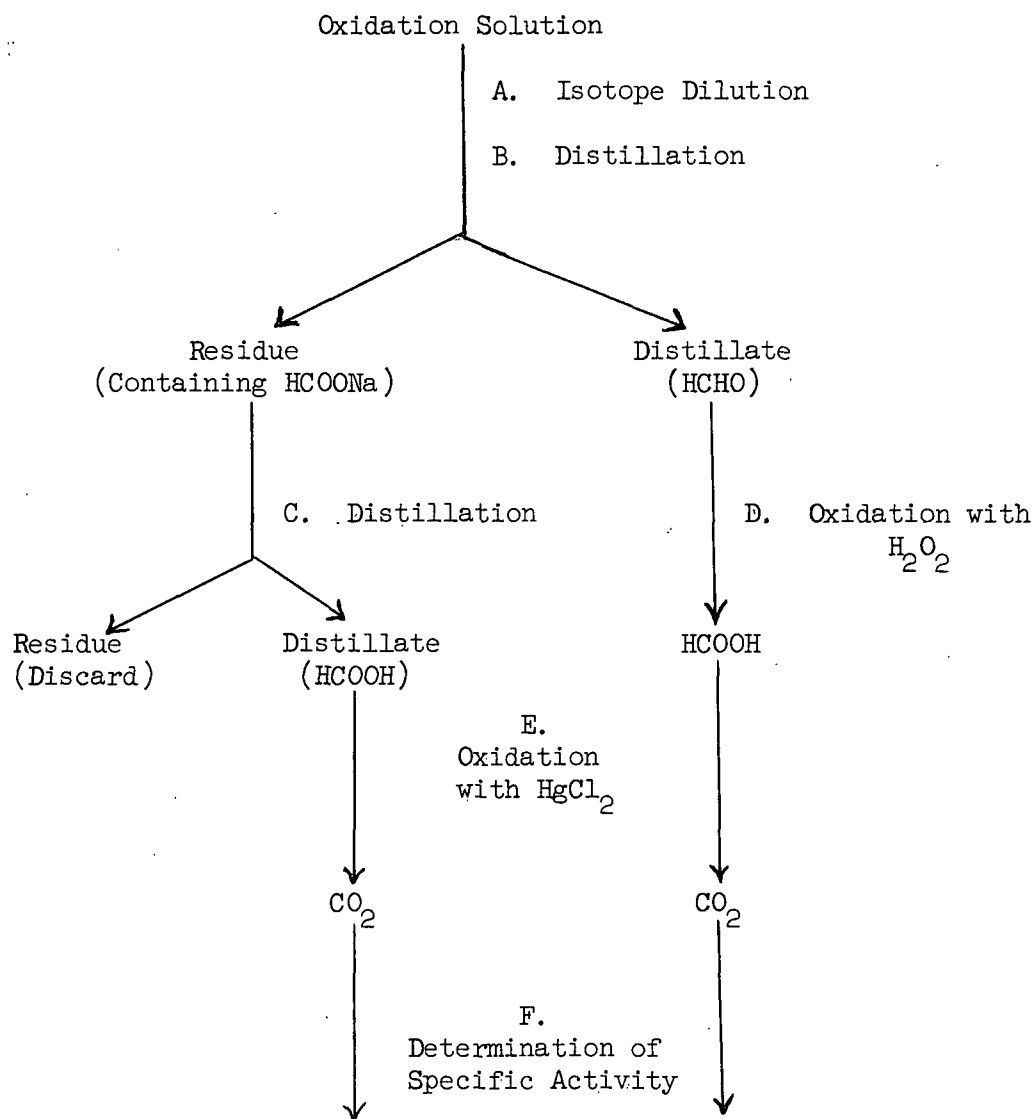 Oxidation Solution
A. Isotope Dilution
B. Distillation
Residue
(Containing HCOONa)
Distillate
(HCHO)
C. Distillation
D. Oxidation with
H2O2
Residue
(Discard)
Distillate
(HCOOH)
HCOOH
E.
Oxidation
with HgCl2
CO2
CO2
F.
Determination of
Specific Activity